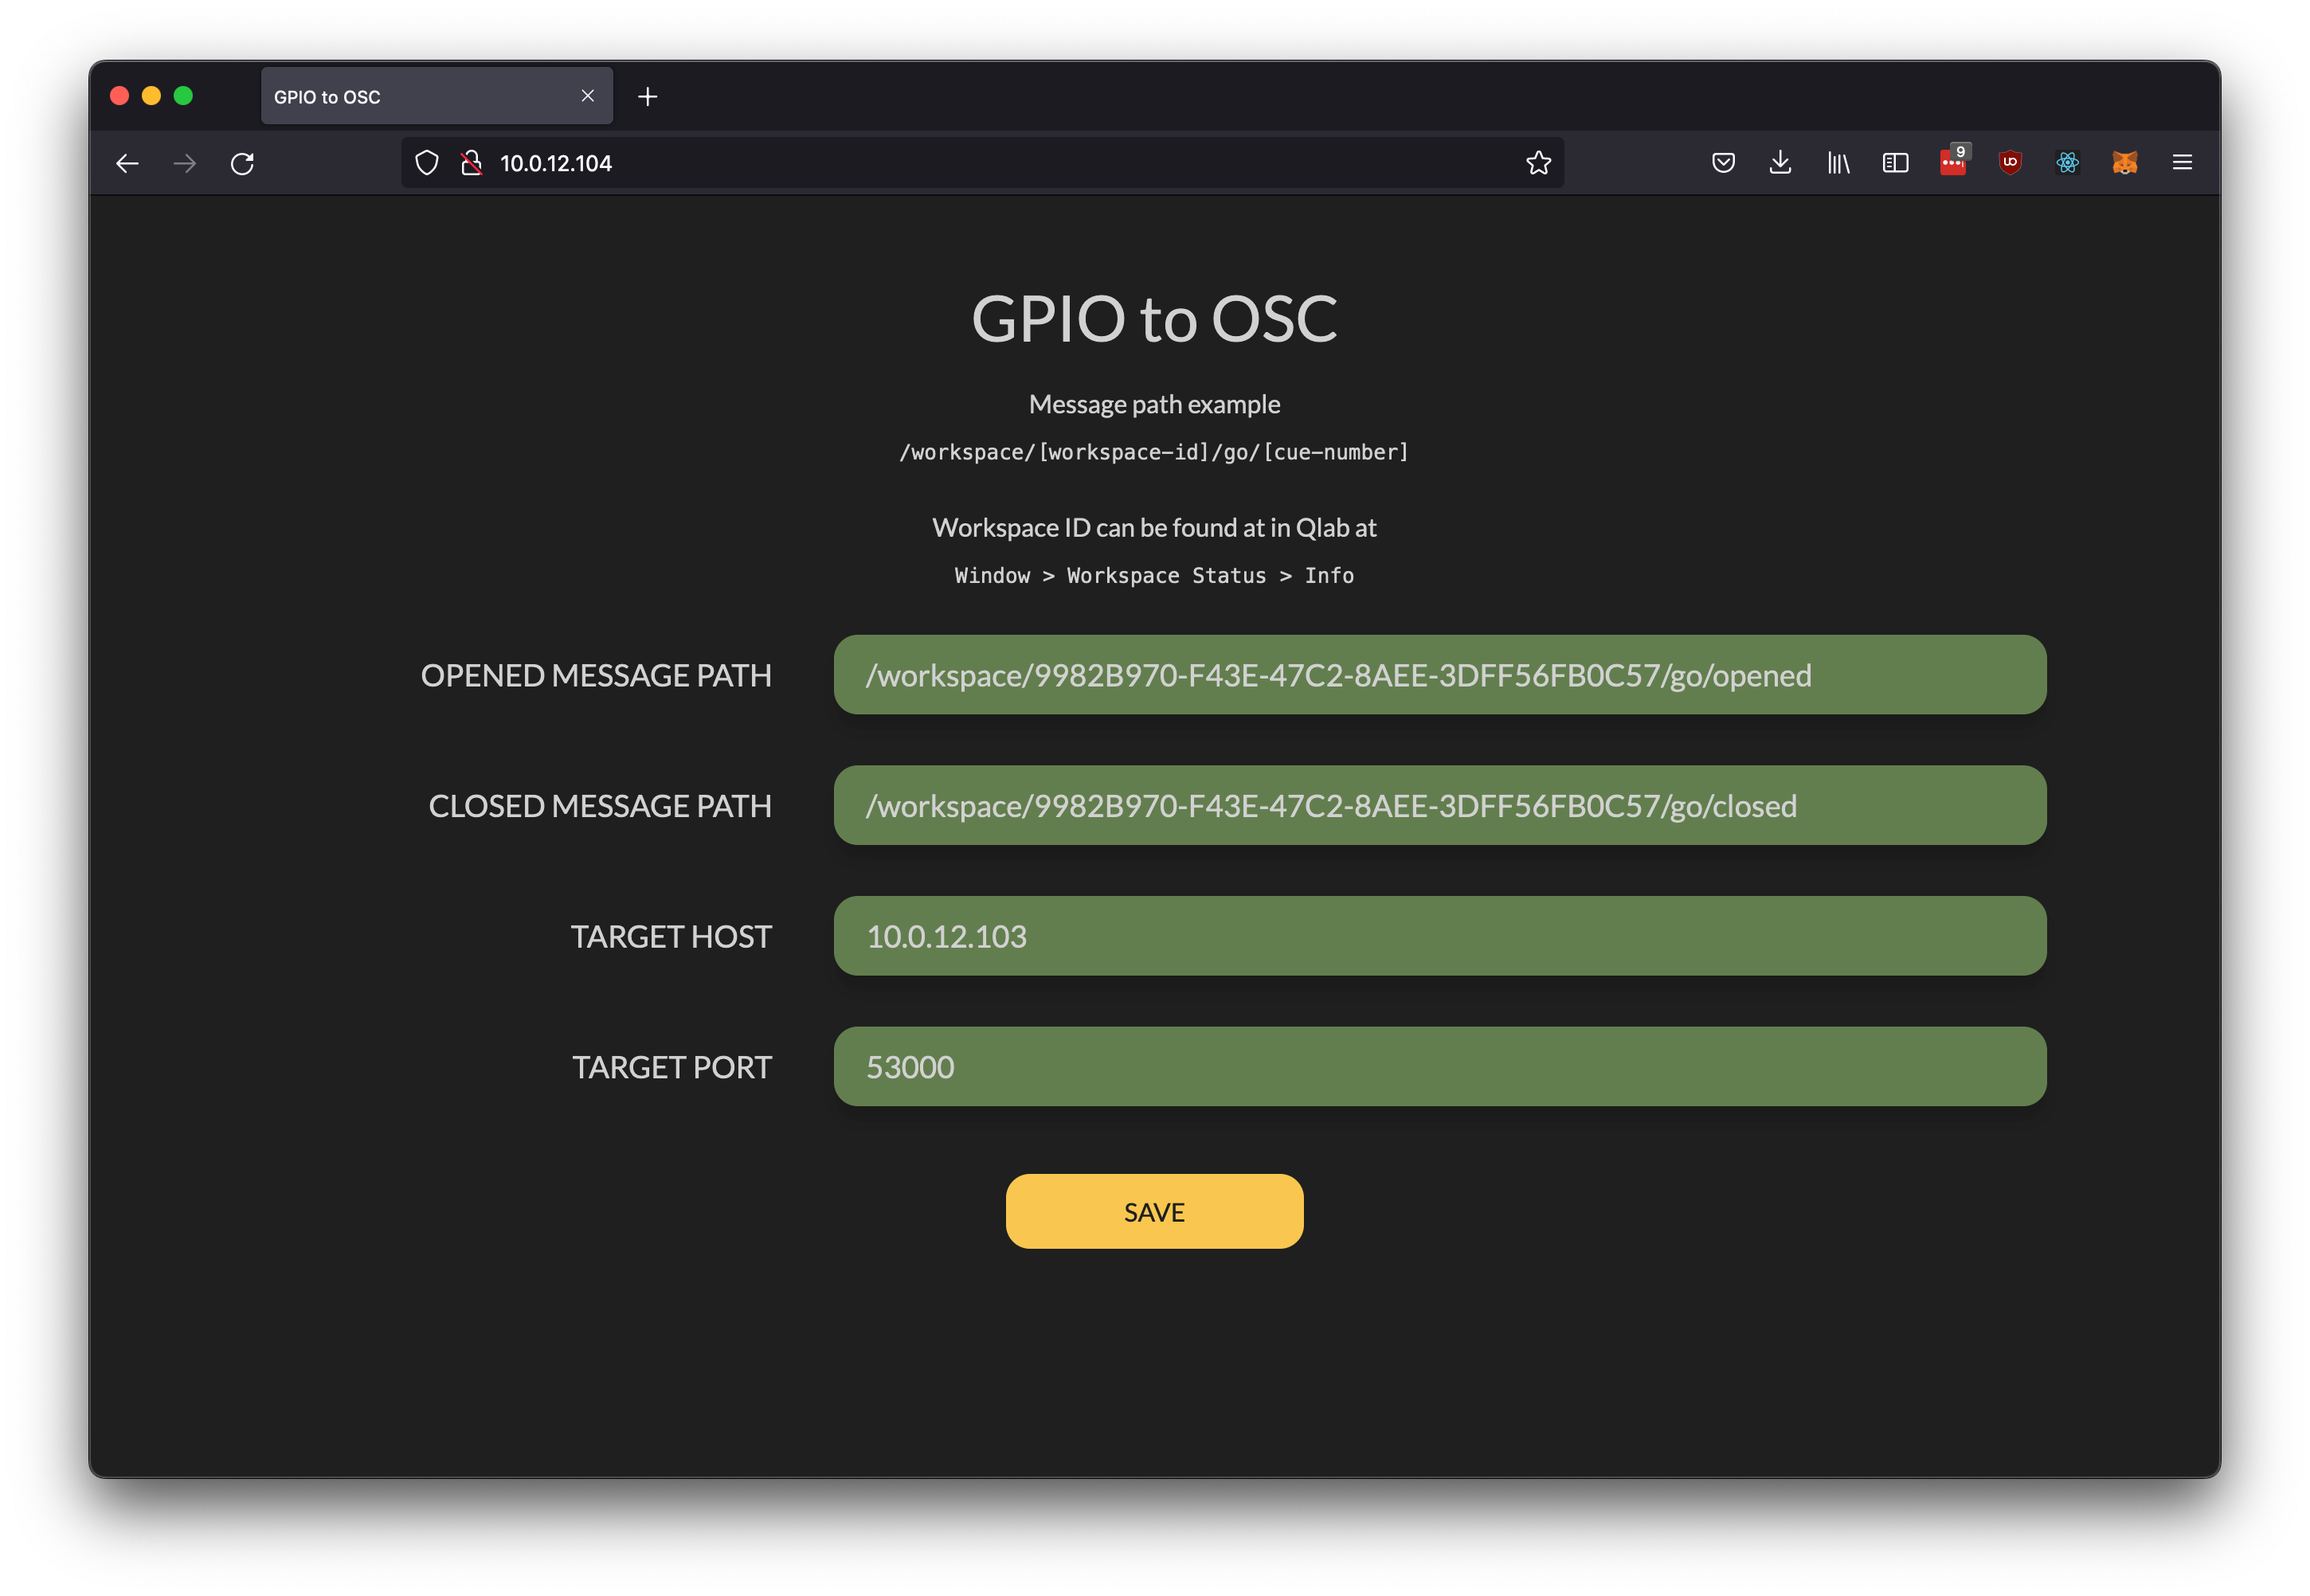 GPIO to OSC
10.0.12.104
9
GPIO to OSC
Message path example
/workspace/[workspace-id]/go/[cue-number]
Workspace ID can be found at in Qlab at
Window > Workspace Status > Info
OPENED MESSAGE PATH /workspace/9982B970-F43E-47C2-8AEE-3DFF56FB0C57/go/opened
CLOSED MESSAGE PATH /workspace/9982B970-F43E-47C2-8AEE-3DFF56FB0C57/go/closed
TARGET HOST 10.0.12.103
TARGET PORT 53000
SAVE